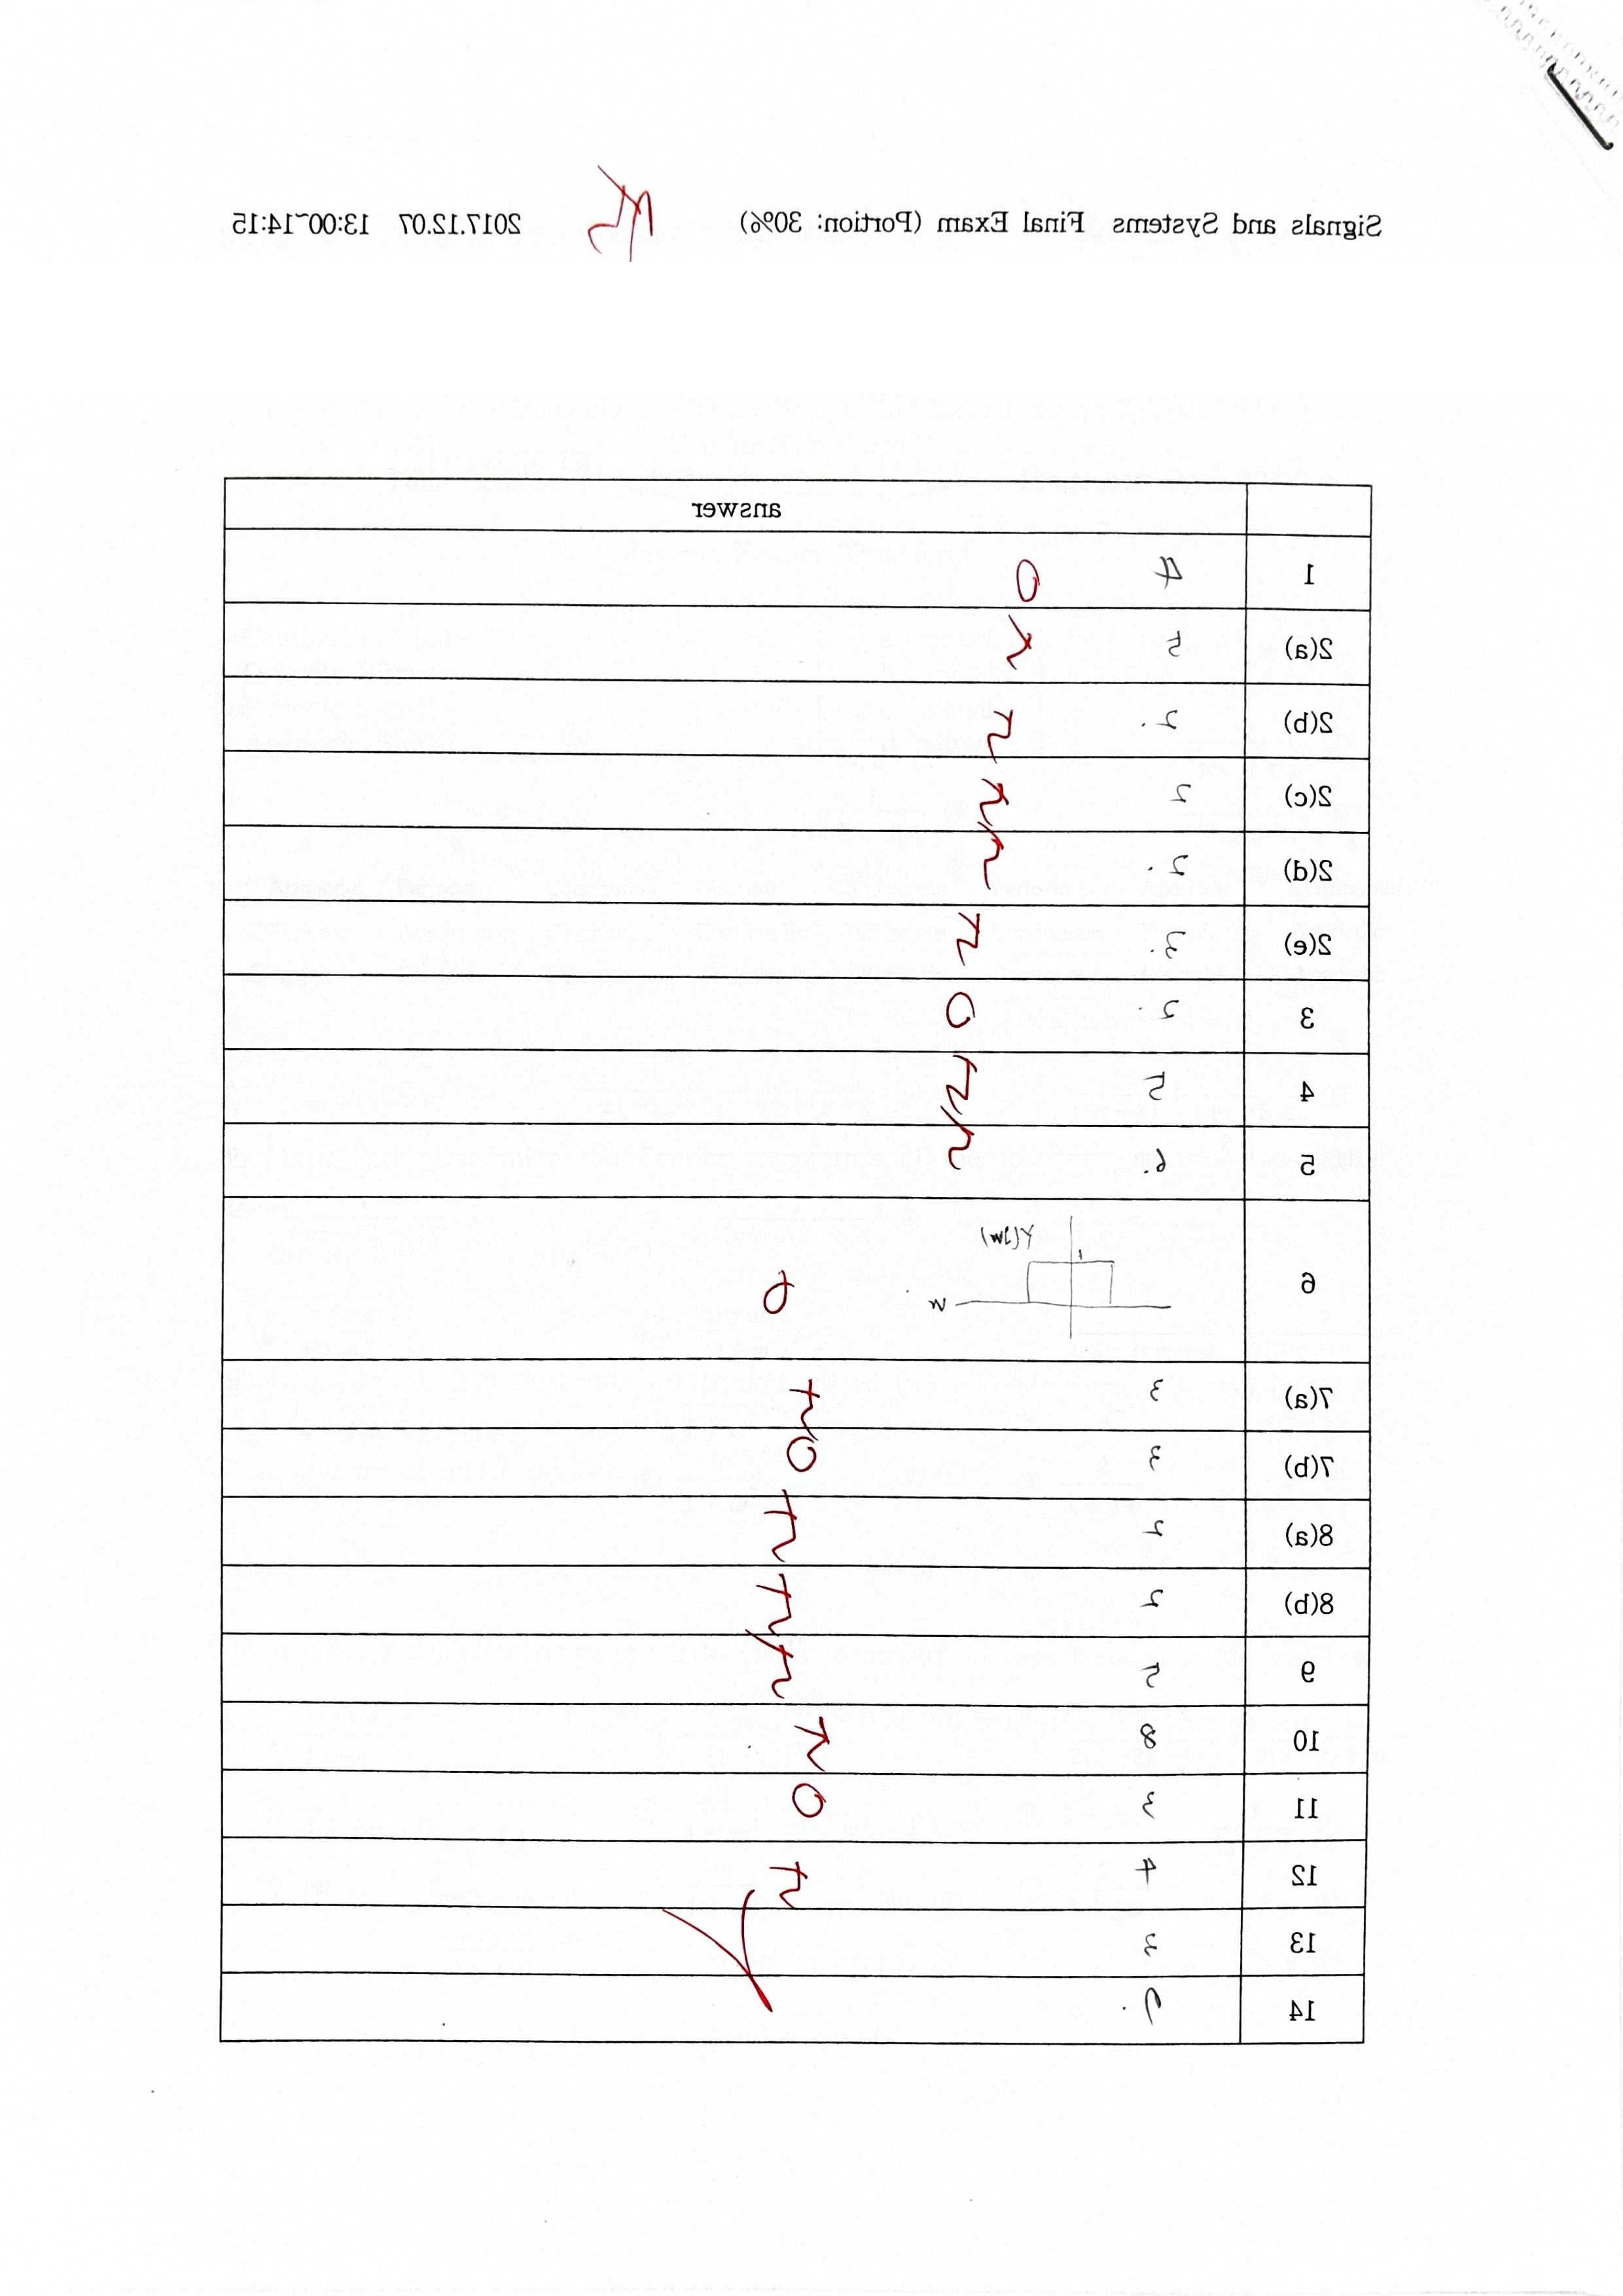 Signals and Systems Final Exam (Portion: 30%) 2017.12.07 13:00~14:15
answer
1 4 O
2(a) 5
2(b) 2.
2(c) 2
2(d) 2.
2(e) 3.
3 2. O
4 5
5 6.
6 Y(jw) 1 w O
7(a) 3
7(b) 3 O
8(a) 2
8(b) 2
9 5
10 8
11 3 O
12 4
13 3
14